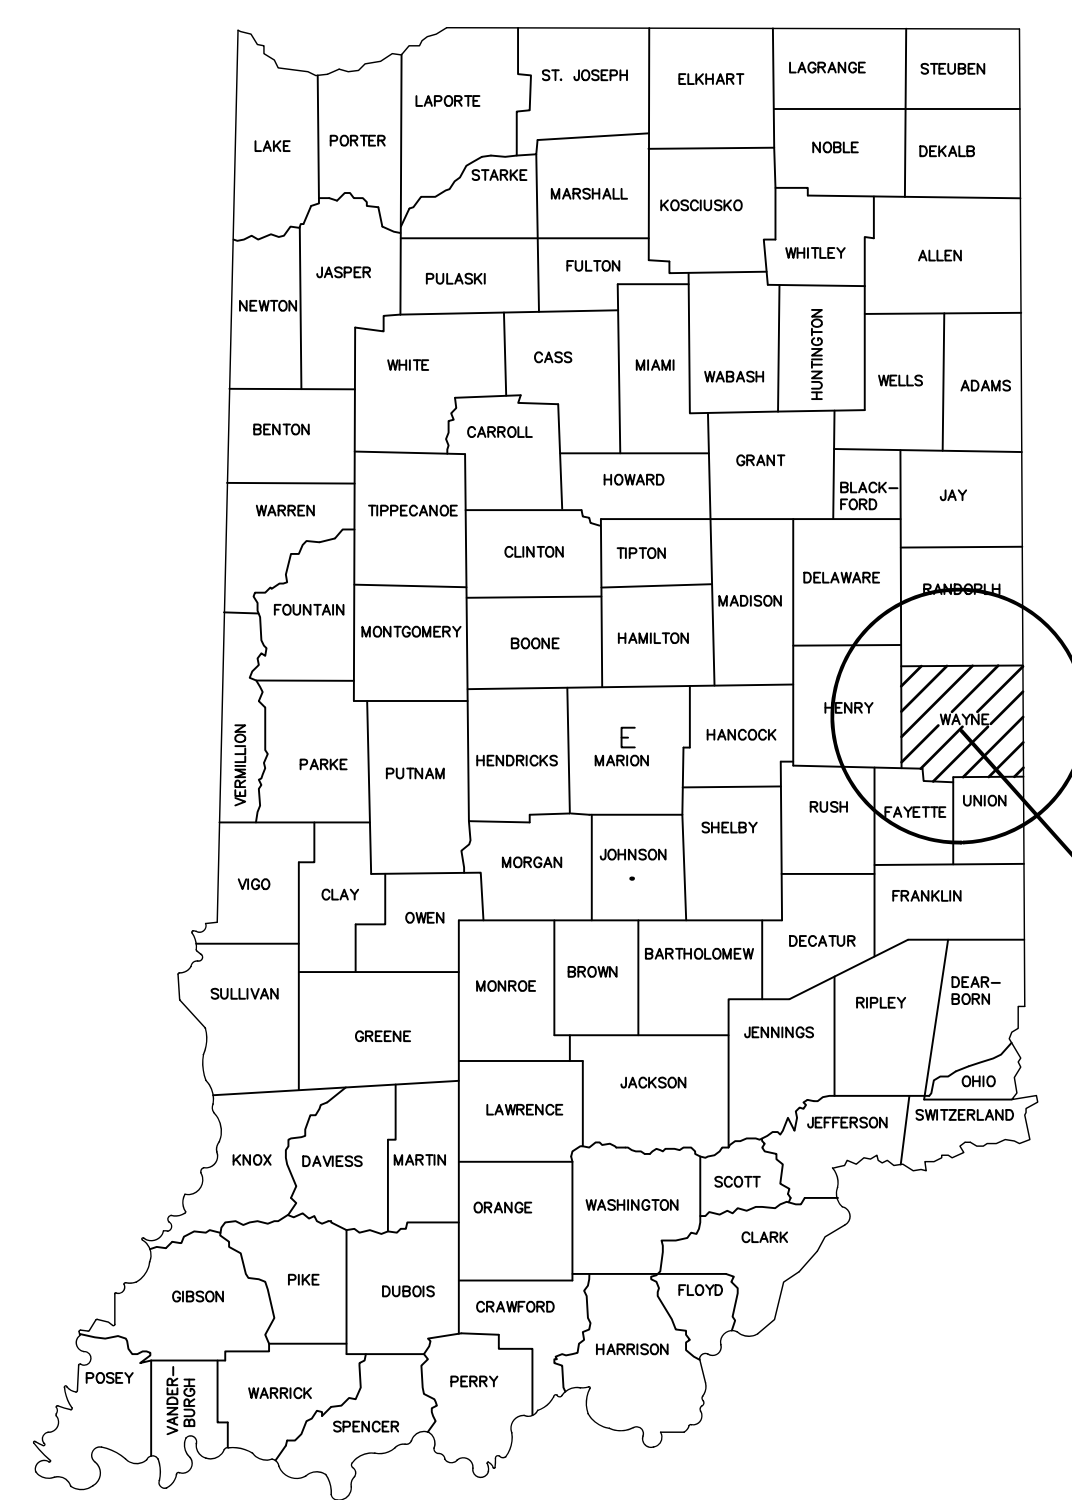 ST. JOSEPH
ELKHART
LAGRANGE
STEUBEN
LAPORTE
LAKE
PORTER
NOBLE
DEKALB
STARKE
MARSHALL
KOSCIUSKO
WHITLEY
ALLEN
JASPER
PULASKI
FULTON
NEWTON
WHITE
CASS
MIAMI
WABASH
HUNTINGTON
WELLS
ADAMS
BENTON
CARROLL
GRANT
HOWARD
BLACK-
FORD
JAY
WARREN
TIPPECANOE
CLINTON
TIPTON
DELAWARE
RANDOPLH
FOUNTAIN
MADISON
MONTGOMERY
BOONE
HAMILTON
HENRY
WAYNE
VERMILLION
PARKE
PUTNAM
HENDRICKS
E
MARION
HANCOCK
RUSH
FAYETTE
UNION
SHELBY
MORGAN
JOHNSON
VIGO
CLAY
OWEN
FRANKLIN
DECATUR
BARTHOLOMEW
BROWN
MONROE
SULLIVAN
GREENE
RIPLEY
DEAR-
BORN
JENNINGS
JACKSON
OHIO
LAWRENCE
JEFFERSON
SWITZERLAND
KNOX
DAVIESS
MARTIN
SCOTT
ORANGE
WASHINGTON
CLARK
PIKE
DUBOIS
GIBSON
CRAWFORD
FLOYD
HARRISON
POSEY
VANDER-
BURGH
WARRICK
PERRY
SPENCER